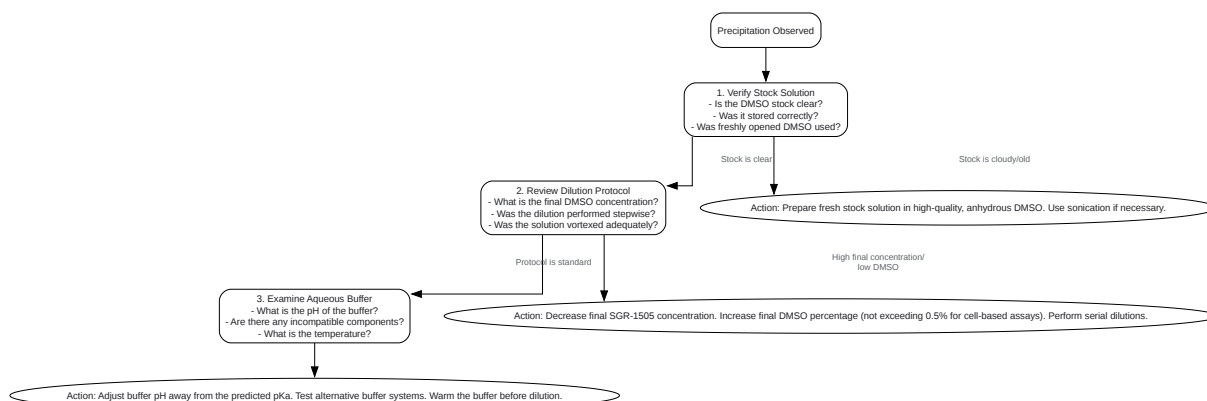 Precipitation Observed
1. Verify Stock Solution
- Is the DMSO stock clear?
- Was it stored correctly?
- Was freshly opened DMSO used?
Stock is clear
Stock is cloudy/old
2. Review Dilution Protocol
- What is the final DMSO concentration?
- Was the dilution performed stepwise?
- Was the solution vortexed adequately?
Action: Prepare fresh stock solution in high-quality, anhydrous DMSO. Use sonication if necessary.
Protocol is standard
High final concentration/
low DMSO
3. Examine Aqueous Buffer
- What is the pH of the buffer?
- Are there any incompatible components?
- What is the temperature?
Action: Decrease final SGR-1505 concentration. Increase final DMSO percentage (not exceeding 0.5% for cell-based assays). Perform serial dilutions.
Action: Adjust buffer pH away from the predicted pKa. Test alternative buffer systems. Warm the buffer before dilution.